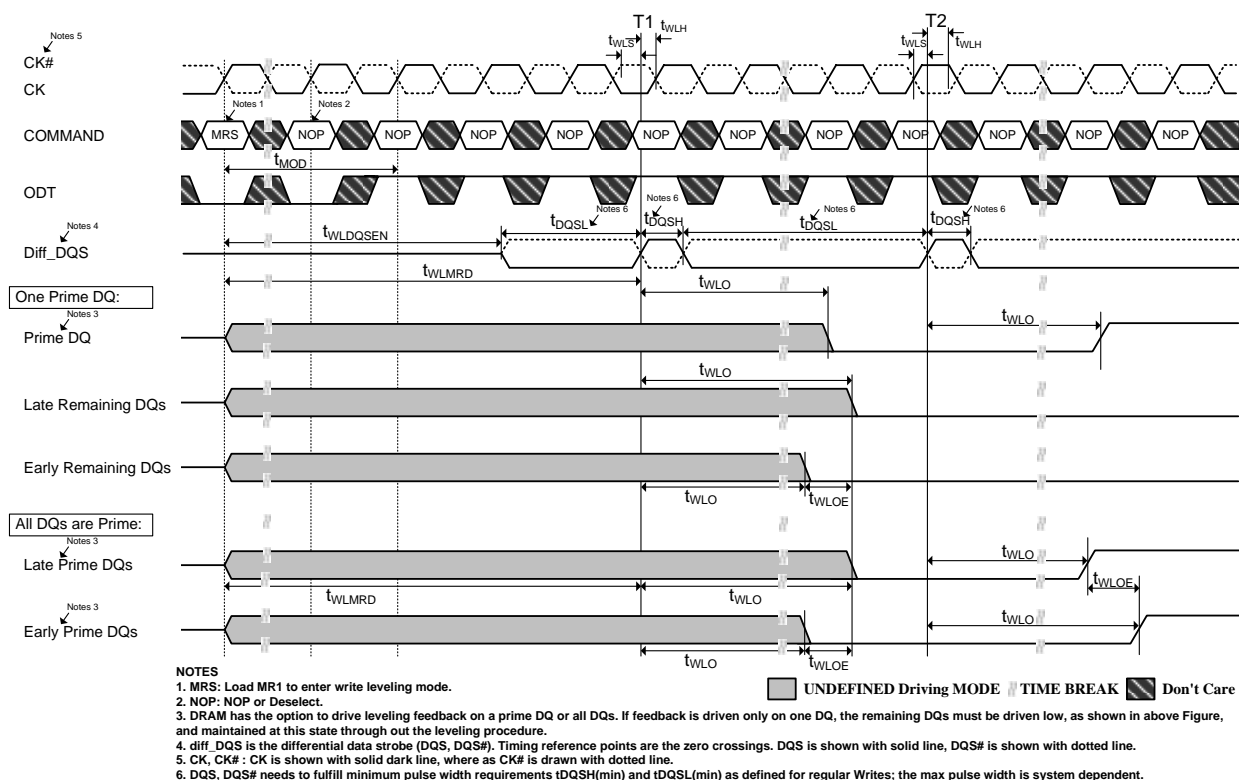 T1 T2
tWLS tWLH tWLS tWLH
Notes 5
CK#
CK
Notes 1 Notes 2
COMMAND MRS NOP NOP NOP NOP NOP NOP NOP NOP NOP NOP NOP
tMOD
ODT
Notes 6 Notes 6 Notes 6 Notes 6
tDQSL tDQSH tDQSL tDQSH
Notes 4
tWLDQSEN
Diff_DQS
tWLMRD
tWLO
One Prime DQ:
Notes 3
tWLO
Prime DQ
tWLO
Late Remaining DQs
Early Remaining DQs
tWLO tWLOE
All DQs are Prime:
Notes 3
tWLO
Late Prime DQs
tWLOE
tWLMRD tWLO
Notes 3
tWLO
Early Prime DQs
tWLO tWLOE
NOTES
1. MRS: Load MR1 to enter write leveling mode.
UNDEFINED Driving MODE TIME BREAK Don't Care
2. NOP: NOP or Deselect.
3. DRAM has the option to drive leveling feedback on a prime DQ or all DQs. If feedback is driven only on one DQ, the remaining DQs must be driven low, as shown in above Figure,
and maintained at this state through out the leveling procedure.
4. diff_DQS is the differential data strobe (DQS, DQS#). Timing reference points are the zero crossings. DQS is shown with solid line, DQS# is shown with dotted line.
5. CK, CK# : CK is shown with solid dark line, where as CK# is drawn with dotted line.
6. DQS, DQS# needs to fulfill minimum pulse width requirements tDQSH(min) and tDQSL(min) as defined for regular Writes; the max pulse width is system dependent.